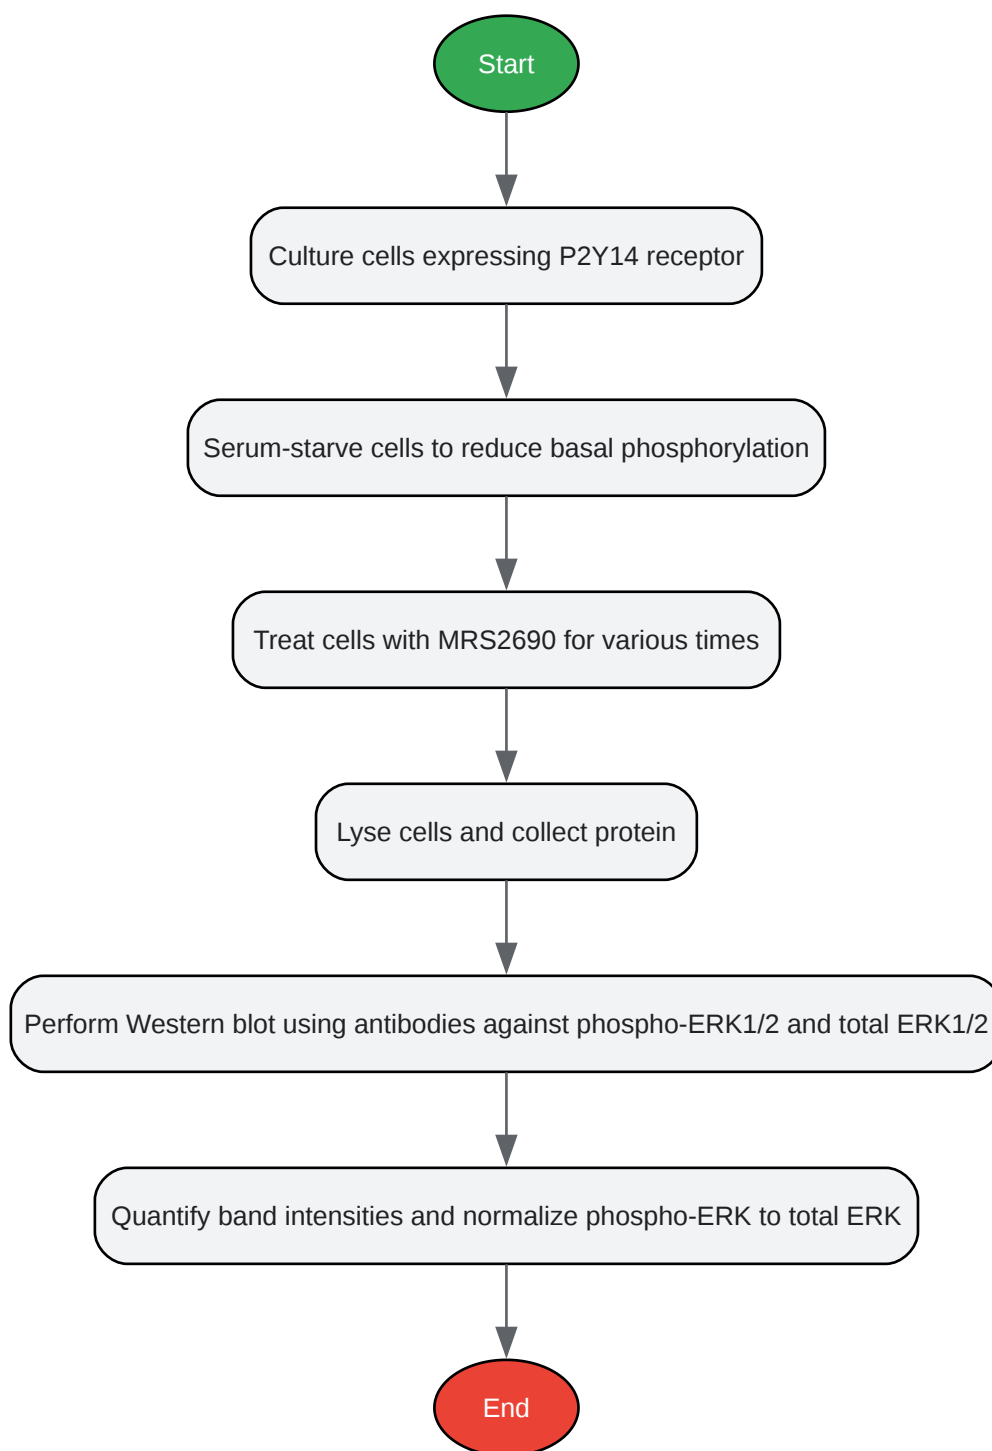 Start
Culture cells expressing P2Y14 receptor
Serum-starve cells to reduce basal phosphorylation
Treat cells with MRS2690 for various times
Lyse cells and collect protein
Perform Western blot using antibodies against phospho-ERK1/2 and total ERK1/2
Quantify band intensities and normalize phospho-ERK to total ERK
End